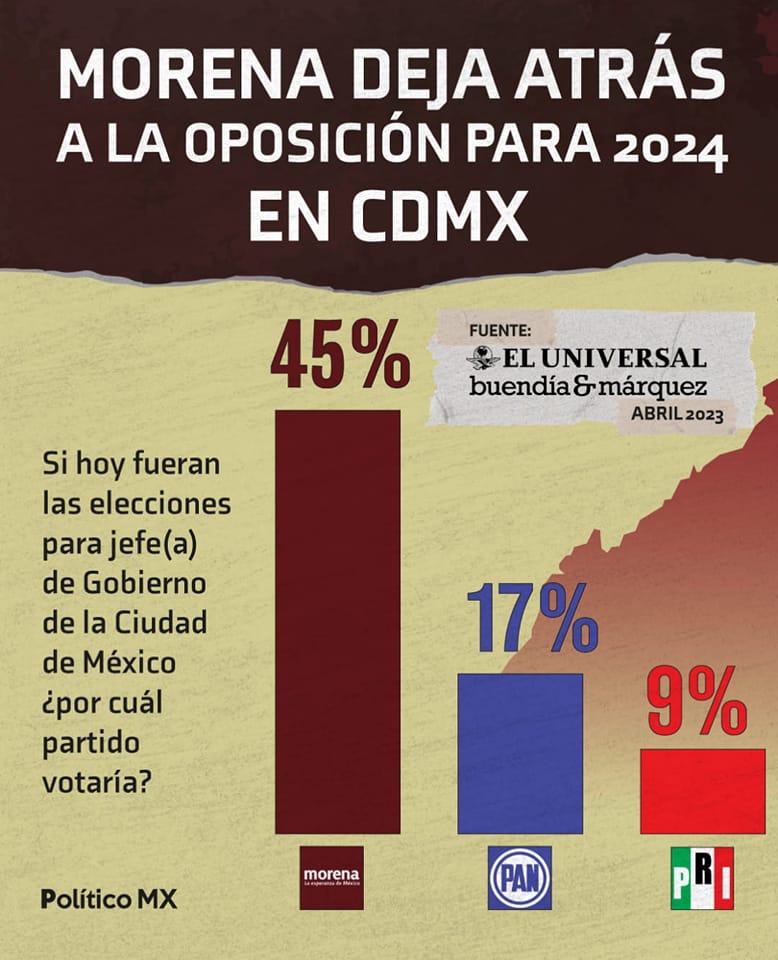 MORENA DEJA ATRÁS
A LA OPOSICIÓN PARA 2024
EN CDMX
45%
FUENTE:
EL UNIVERSAL
buendía&márquez
ABRIL 2023
Si hoy fueran
las elecciones
para jefe(a)
de Gobierno
de la Ciudad
de México
¿por cuál
partido
votaría?
17%
9%
morena
La esperanza de México
PAN
PRI
Político MX